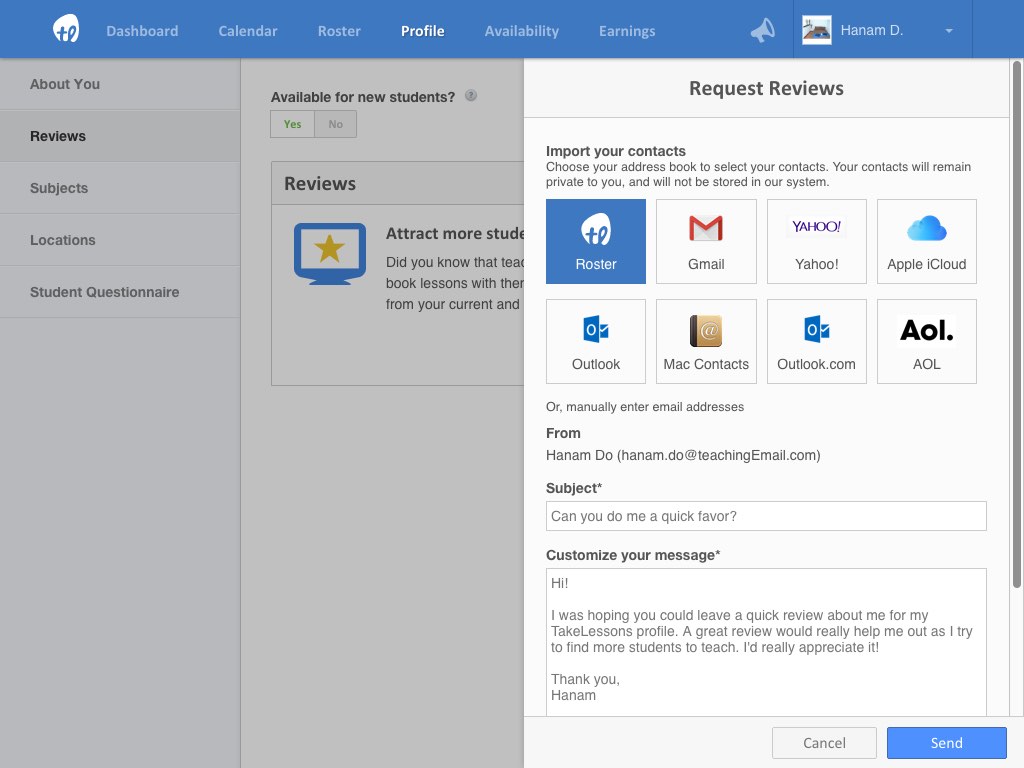 Dashboard Calendar Roster Profile Availability Earnings Hanam D.
About You
Reviews
Subjects
Locations
Student Questionnaire
Available for new students? ?
Yes No
Reviews
Attract more stude
Did you know that teac
book lessons with then
from your current and
Request Reviews
Import your contacts
Choose your address book to select your contacts. Your contacts will remain
private to you, and will not be stored in our system.
tl Roster
Gmail
YAHOO! Yahoo!
Apple iCloud
Outlook
Mac Contacts
Outlook.com
Aol. AOL
Or, manually enter email addresses
From
Hanam Do (hanam.do@teachingEmail.com)
Subject*
Can you do me a quick favor?
Customize your message*
Hi!
I was hoping you could leave a quick review about me for my
TakeLessons profile. A great review would really help me out as I try
to find more students to teach. I'd really appreciate it!
Thank you,
Hanam
Cancel Send